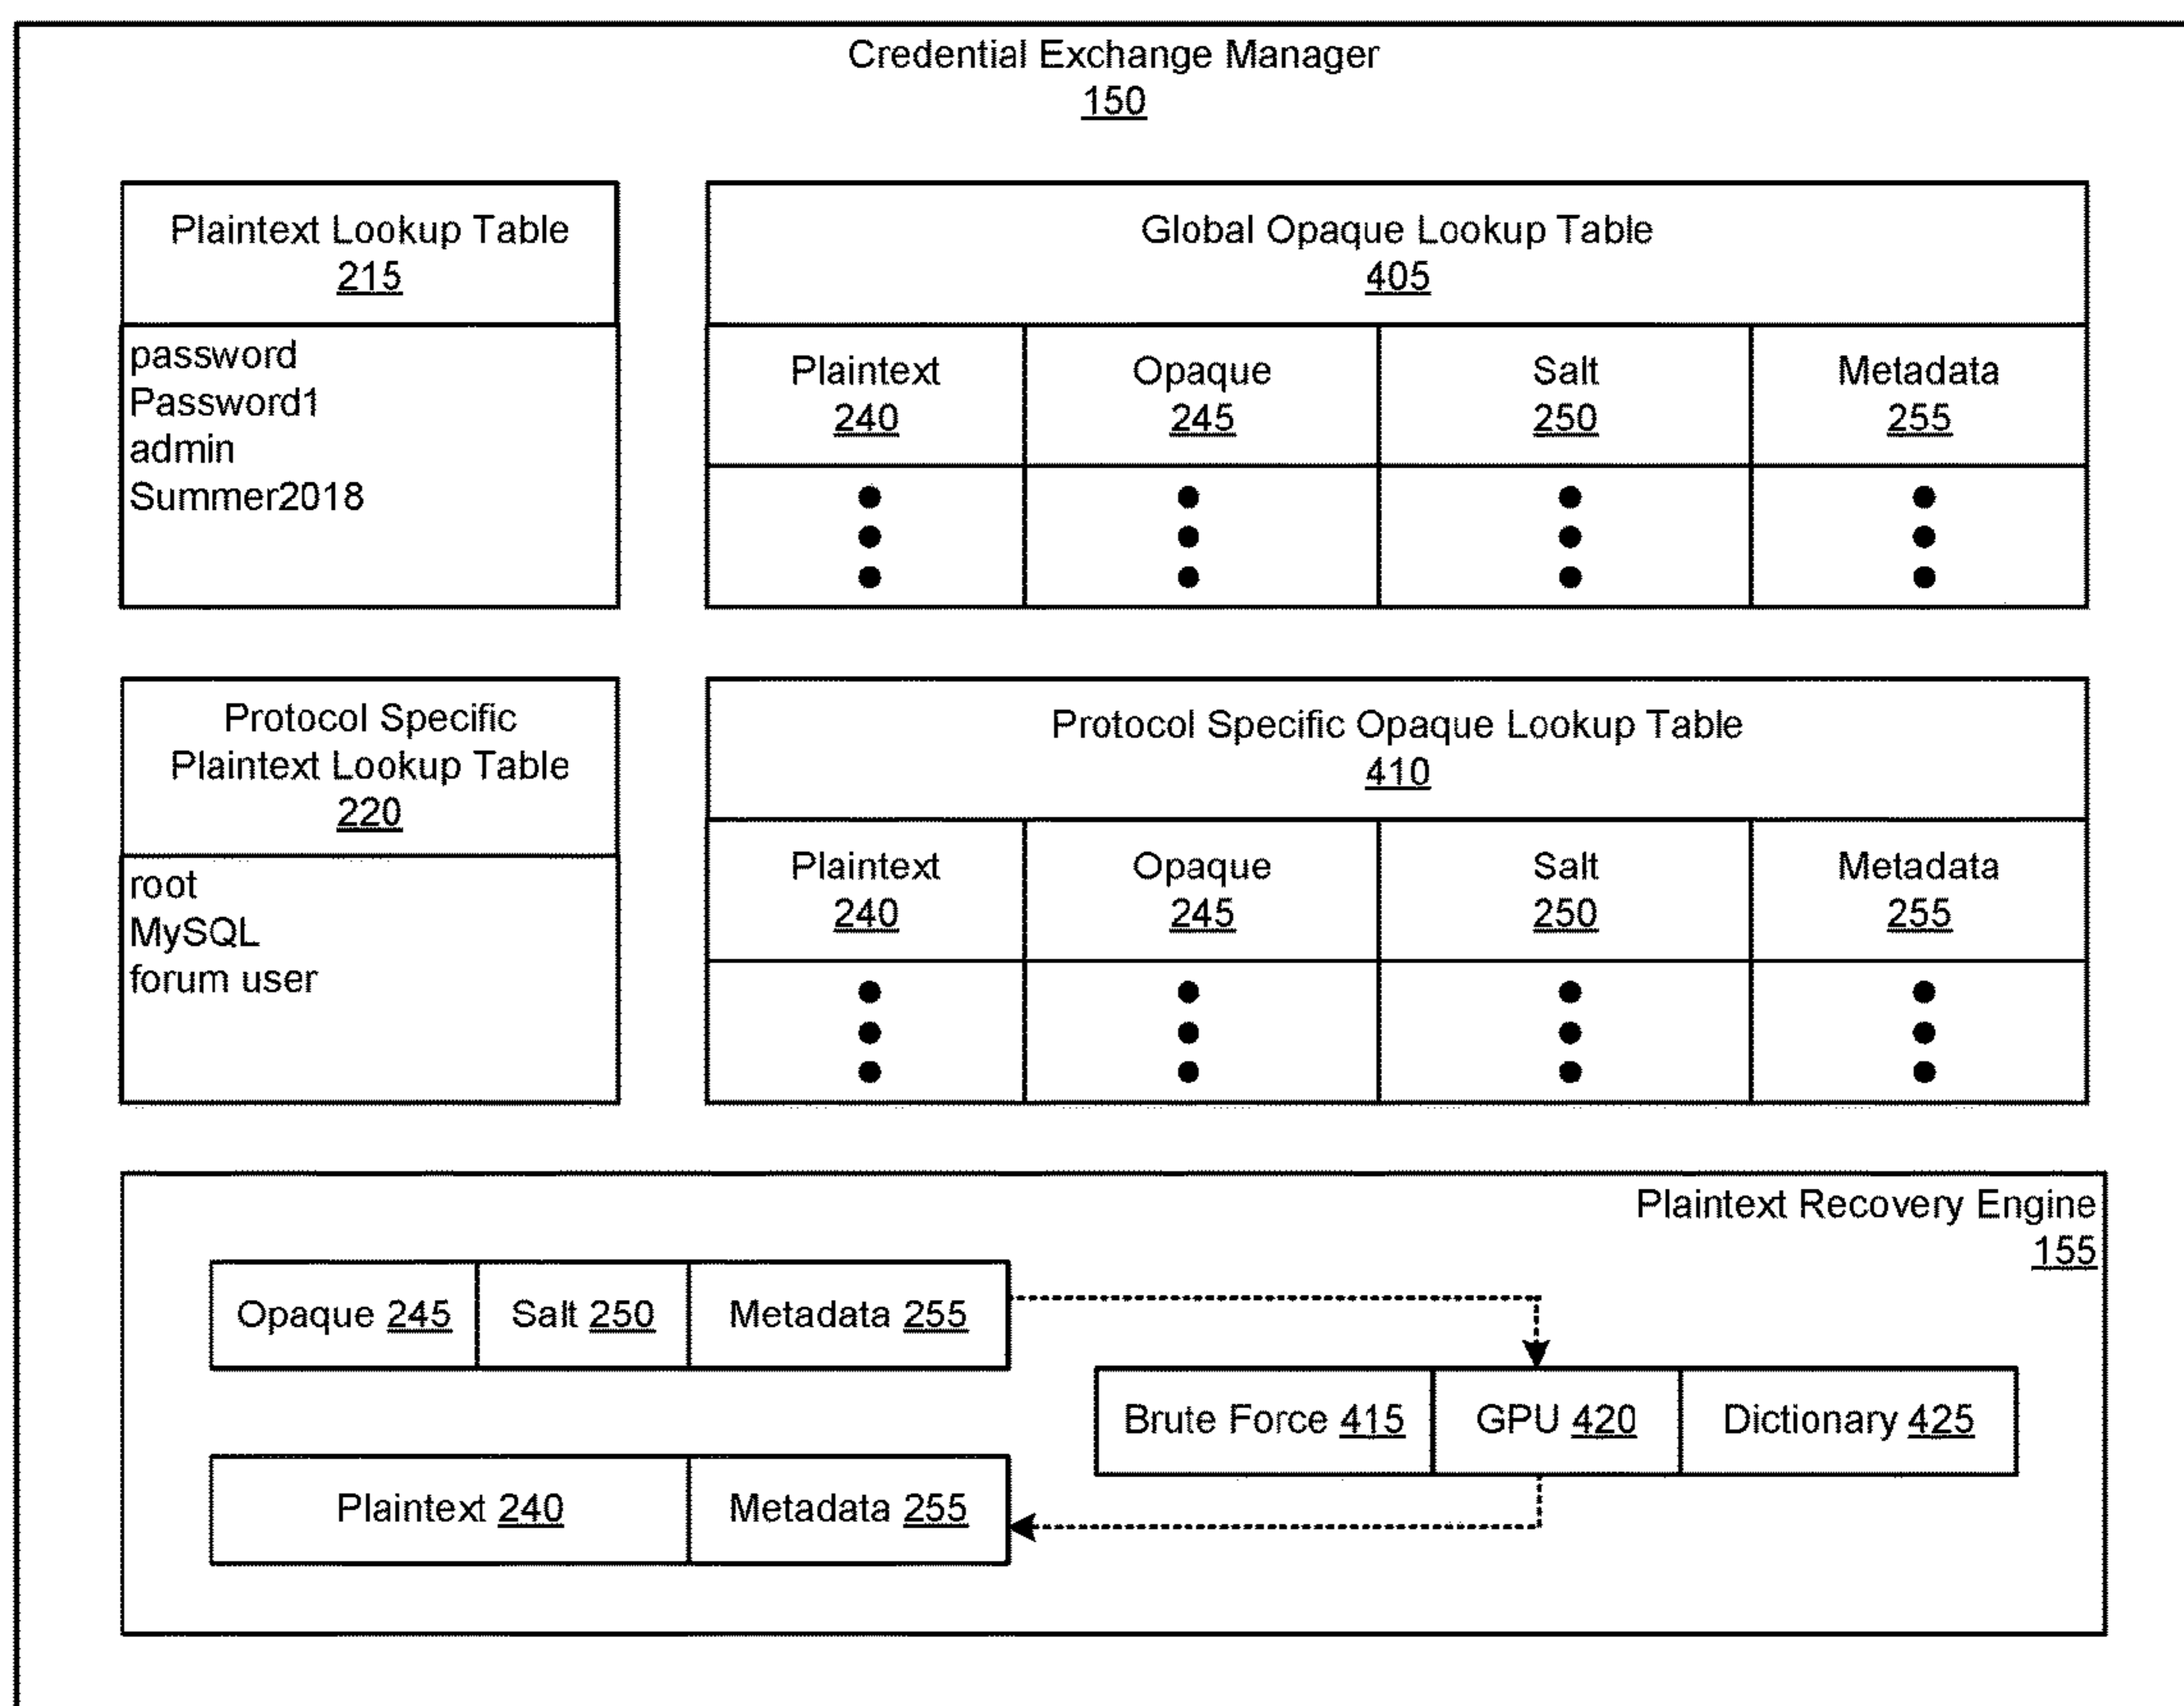 Credential Exchange Manager
150
Plaintext Lookup Table
215
password
Password1
admin
Summer2018
Global Opaque Lookup Table
405
Plaintext Opaque Salt Metadata
240 245 250 255
Protocol Specific
Plaintext Lookup Table
220
root
MySQL
forum user
Protocol Specific Opaque Lookup Table
410
Plaintext Opaque Salt Metadata
240 245 250 255
Plaintext Recovery Engine
155
Opaque 245 Salt 250 Metadata 255
Brute Force 415 GPU 420 Dictionary 425
Plaintext 240 Metadata 255